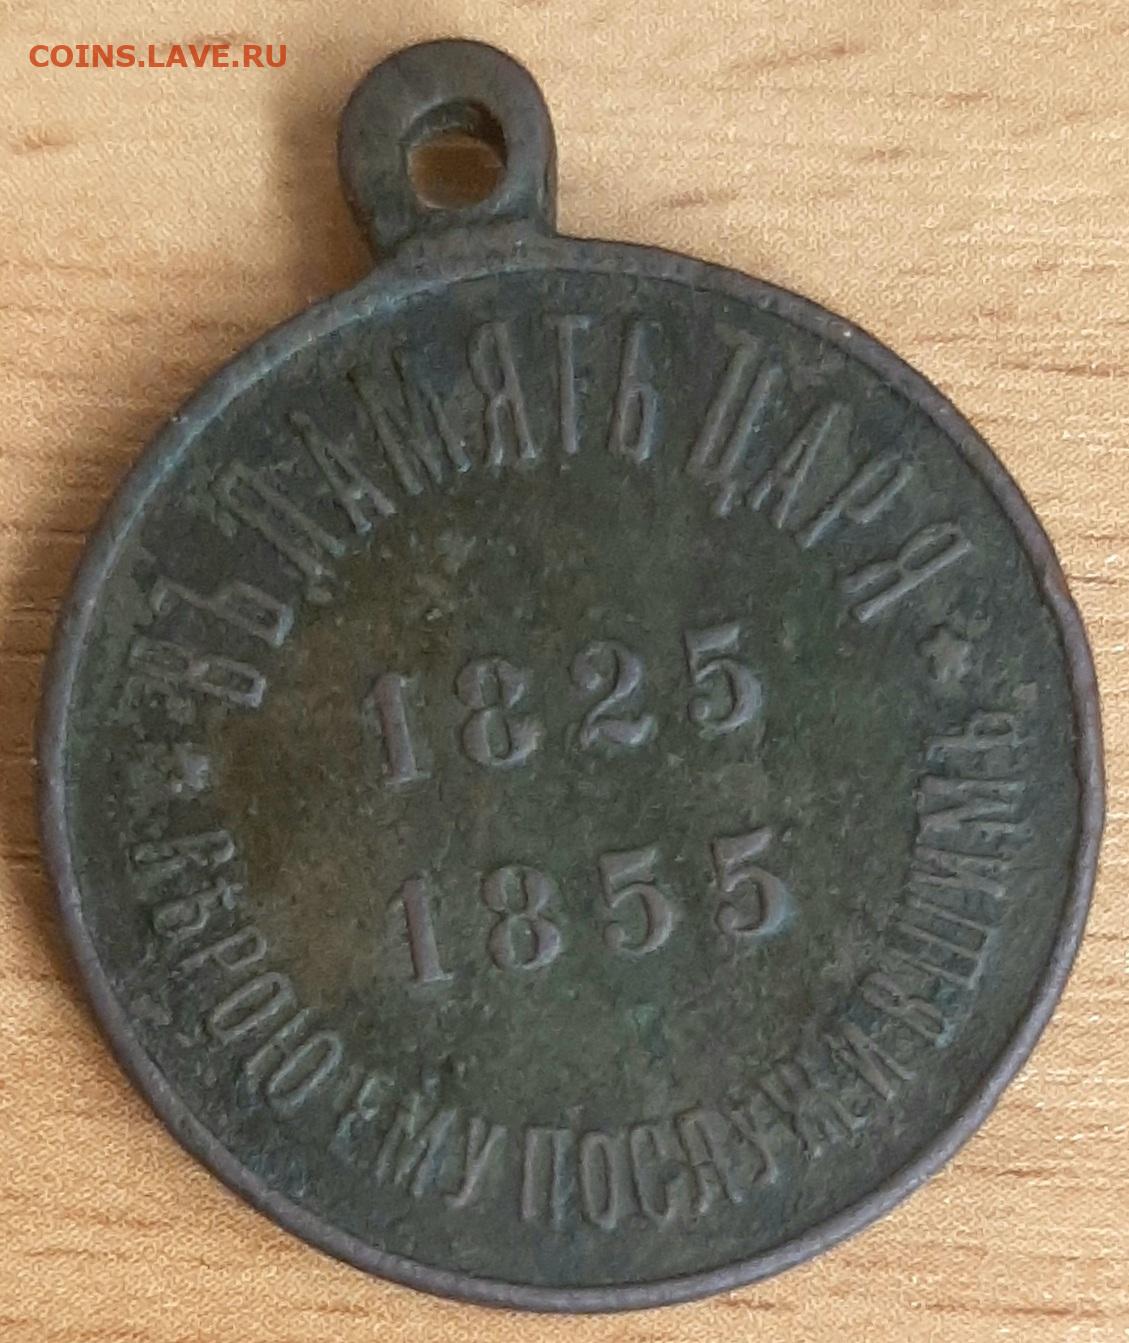 COINS.LAVE.RU
ВЪ ПАМЯТЬ ЦАРЯ
1825
1855
ВѢРОЮ ЕМУ ПОСЛУЖИВШИМЪ